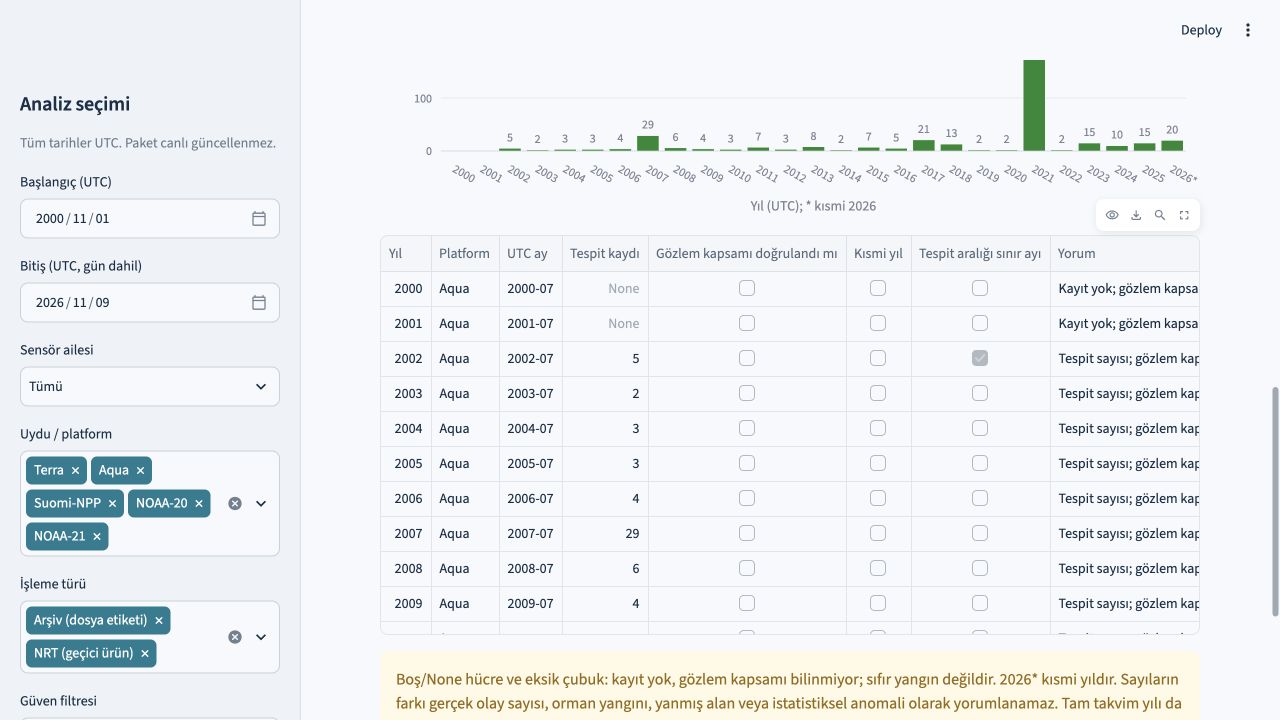 Deploy
Analiz seçimi
Tüm tarihler UTC. Paket canlı güncellenmez.
Başlangıç (UTC)
2000 / 11 / 01
Bitiş (UTC, gün dahil)
2026 / 11 / 09
Sensör ailesi
Tümü
Uydu / platform
Terra × Aqua ×
Suomi-NPP × NOAA-20 ×
NOAA-21 ×
İşleme türü
Arşiv (dosya etiketi) ×
NRT (geçici ürün) ×
Güven filtresi
100
0
5 2 3 3 4 29 6 4 3 7 3 8 2 7 5 21 13 2 2 2 15 10 15 20
2000 2001 2002 2003 2004 2005 2006 2007 2008 2009 2010 2011 2012 2013 2014 2015 2016 2017 2018 2019 2020 2021 2022 2023 2024 2025 2026*
Yıl (UTC); * kısmi 2026
Yıl Platform UTC ay Tespit kaydı Gözlem kapsamı doğrulandı mı Kısmi yıl Tespit aralığı sınır ayı Yorum
2000 Aqua 2000-07 None Kayıt yok; gözlem kapsa
2001 Aqua 2001-07 None Kayıt yok; gözlem kapsa
2002 Aqua 2002-07 5 Tespit sayısı; gözlem kap
2003 Aqua 2003-07 2 Tespit sayısı; gözlem kap
2004 Aqua 2004-07 3 Tespit sayısı; gözlem kap
2005 Aqua 2005-07 3 Tespit sayısı; gözlem kap
2006 Aqua 2006-07 4 Tespit sayısı; gözlem kap
2007 Aqua 2007-07 29 Tespit sayısı; gözlem kap
2008 Aqua 2008-07 6 Tespit sayısı; gözlem kap
2009 Aqua 2009-07 4 Tespit sayısı; gözlem kap
Boş/None hücre ve eksik çubuk: kayıt yok, gözlem kapsamı bilinmiyor; sıfır yangın değildir. 2026* kısmi yıldır. Sayıların
farkı gerçek olay sayısı, orman yangını, yanmış alan veya istatistiksel anomali olarak yorumlanamaz. Tam takvim yılı da